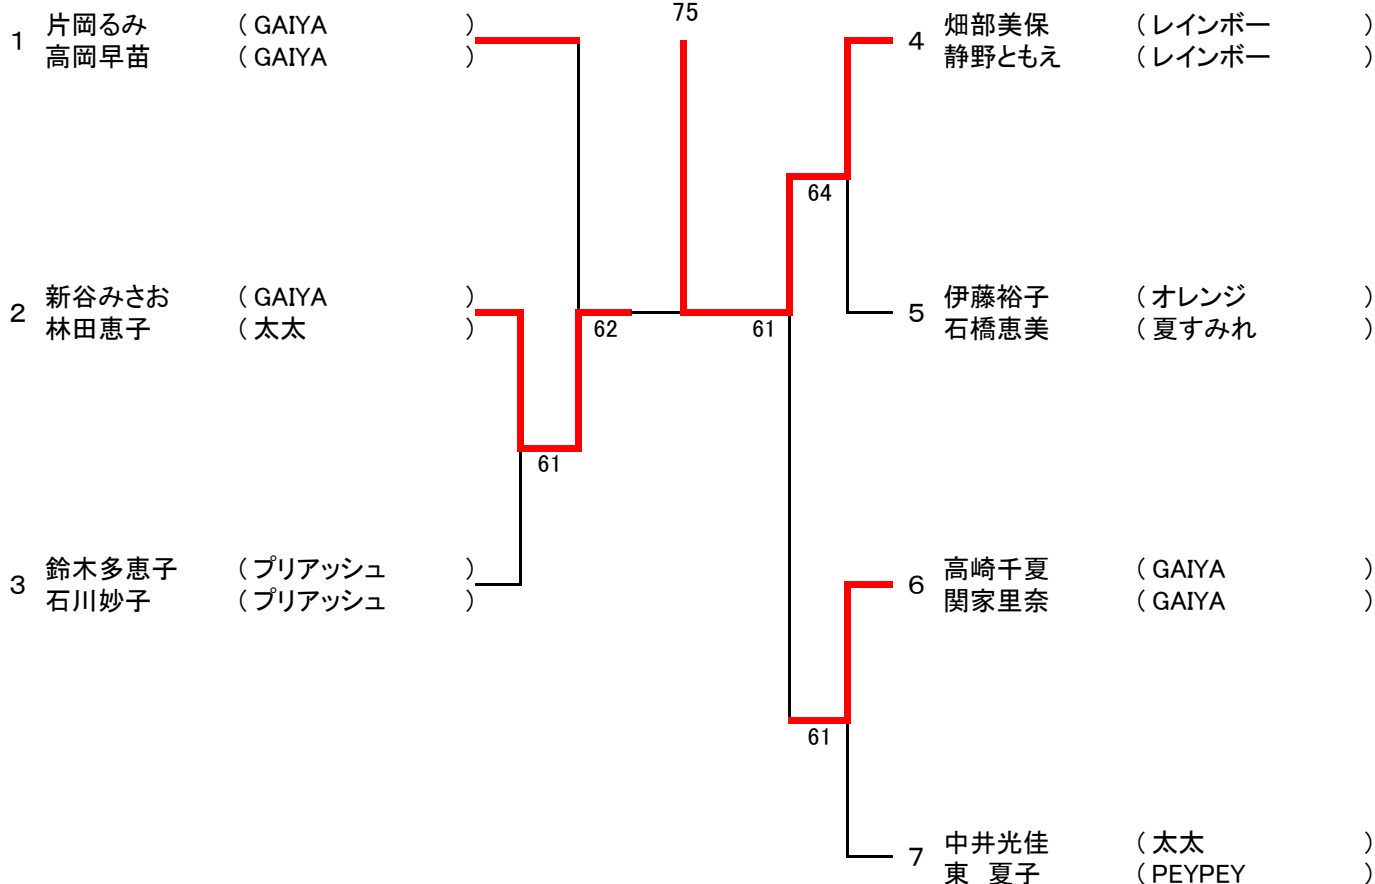 75
1 片岡るみ ( GAIYA )
高岡早苗 ( GAIYA )
2 新谷みさお ( GAIYA )
林田恵子 ( 太太 )
62
61
3 鈴木多恵子 ( プリアッシュ )
石川妙子 ( プリアッシュ )
4 畑部美保 ( レインボー )
静野ともえ ( レインボー )
64
5 伊藤裕子 ( オレンジ )
石橋恵美 ( 夏すみれ )
61
6 高崎千夏 ( GAIYA )
関家里奈 ( GAIYA )
61
7 中井光佳 ( 太太 )
東 夏子 ( PEYPEY )